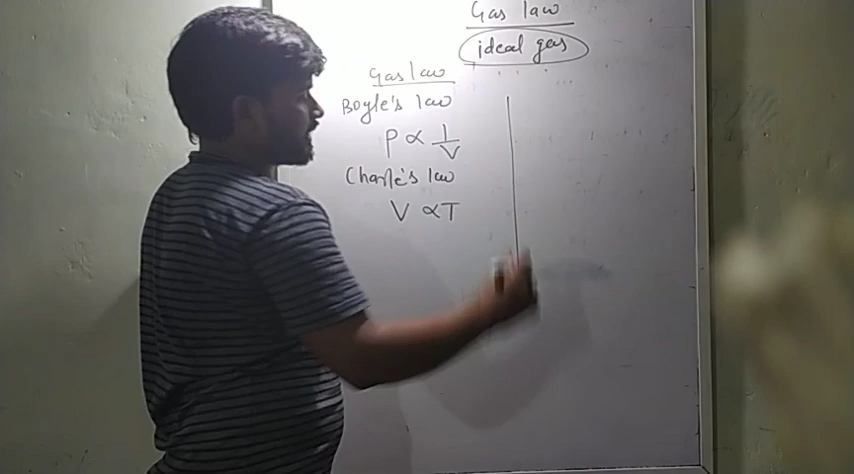 Gas law
ideal gas
Gas law
Boyle's law
P ∝ 1/V
Charle's law
V ∝ T